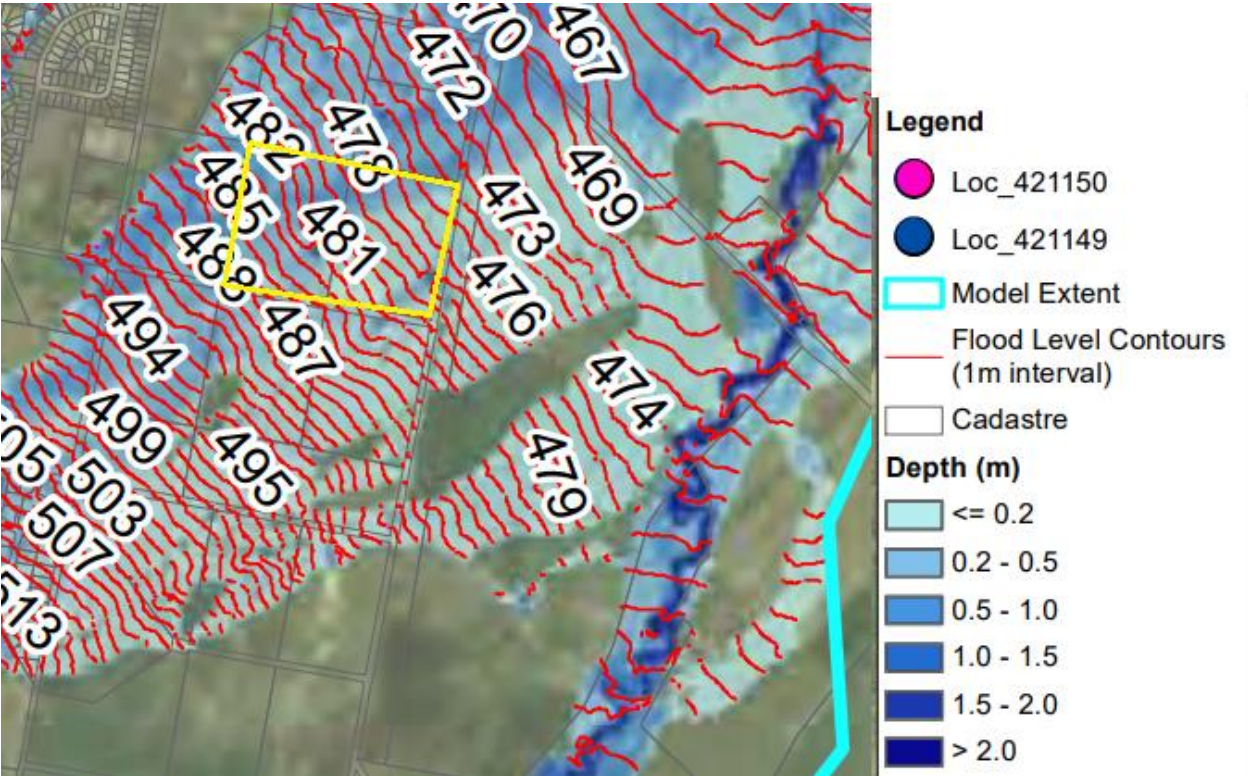 70
467
472
482
478
485
469
473
481
488
476
494
487
474
499
495
479
05
503
507
513
Legend
Loc_421150
Loc_421149
Model Extent
Flood Level Contours
(1m interval)
Cadastre
Depth (m)
<= 0.2
0.2 - 0.5
0.5 - 1.0
1.0 - 1.5
1.5 - 2.0
> 2.0